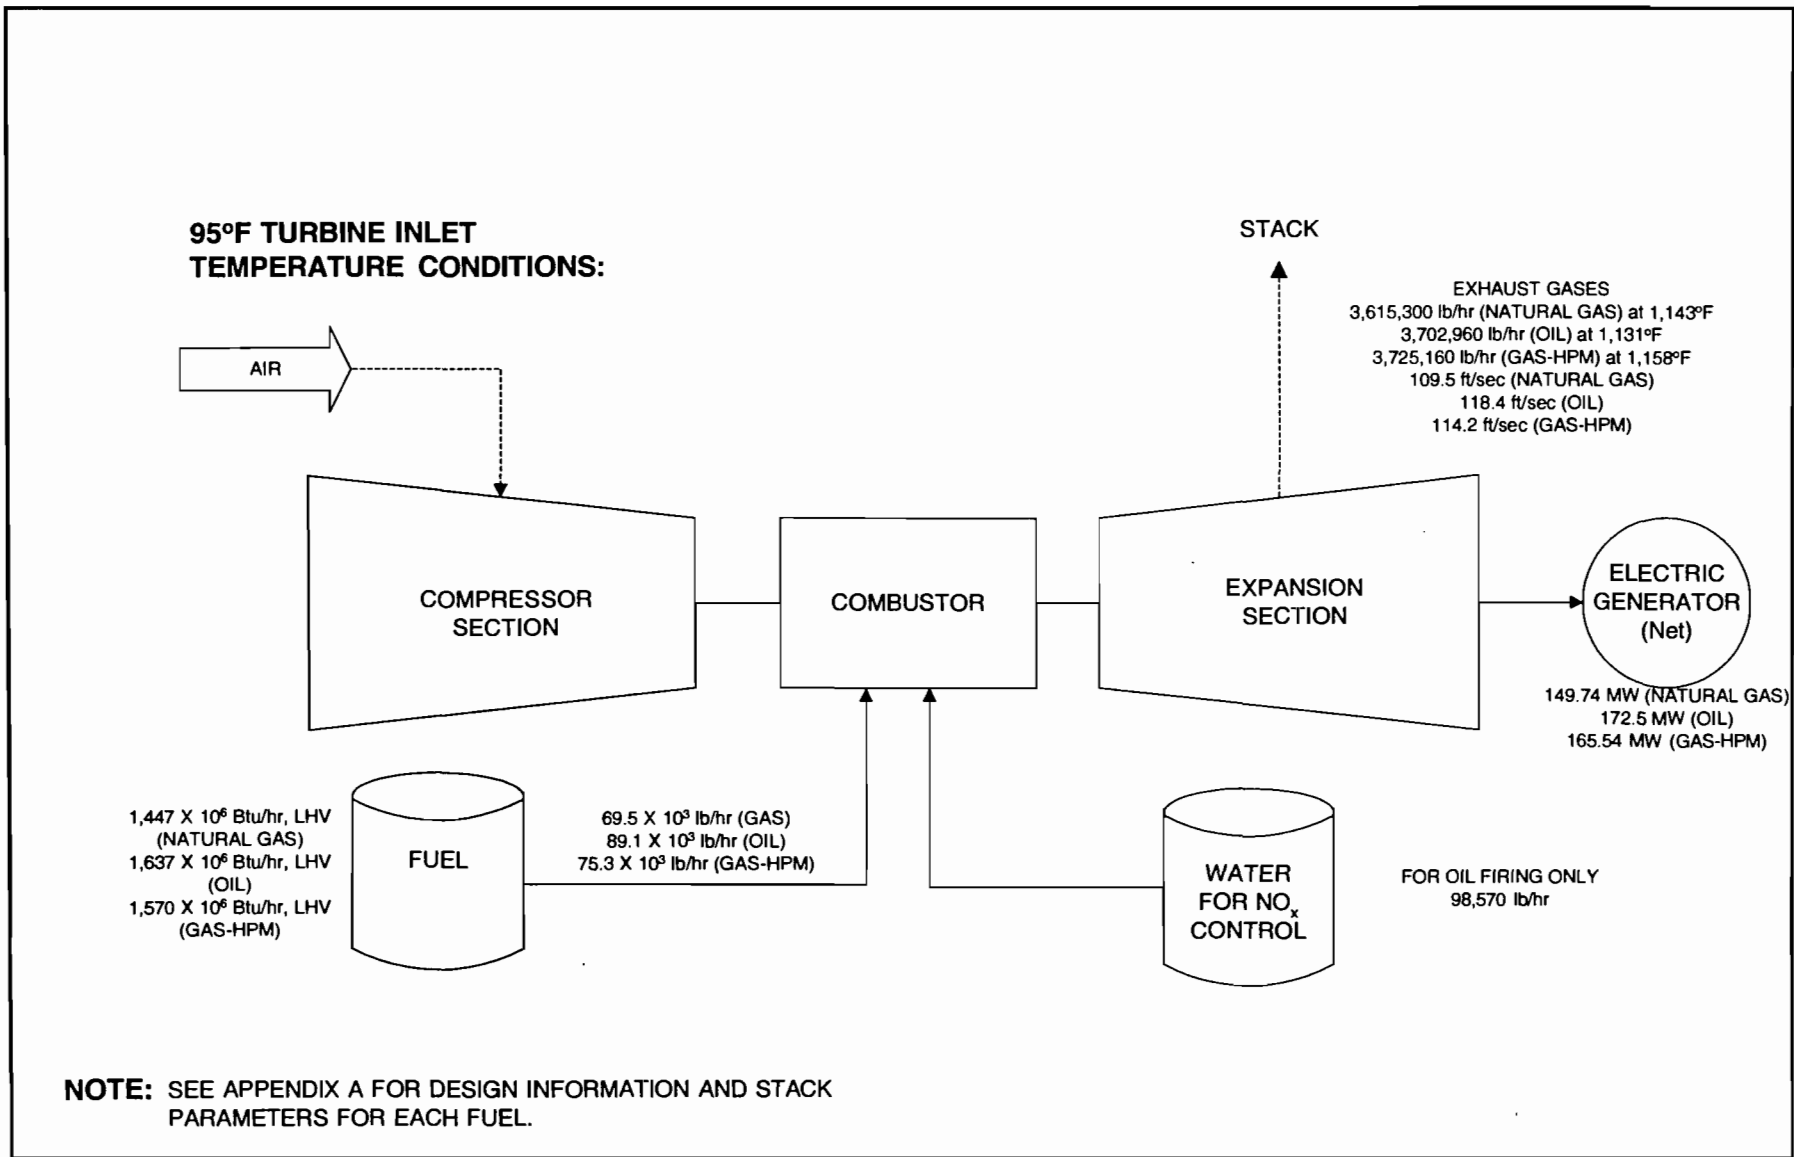 95ºF TURBINE INLET
TEMPERATURE CONDITIONS:
AIR
STACK
EXHAUST GASES
3,615,300 lb/hr (NATURAL GAS) at 1,143ºF
3,702,960 lb/hr (OIL) at 1,131ºF
3,725,160 lb/hr (GAS-HPM) at 1,158ºF
109.5 ft/sec (NATURAL GAS)
118.4 ft/sec (OIL)
114.2 ft/sec (GAS-HPM)
COMPRESSOR
SECTION
COMBUSTOR
EXPANSION
SECTION
ELECTRIC
GENERATOR
(Net)
149.74 MW (NATURAL GAS)
172.5 MW (OIL)
165.54 MW (GAS-HPM)
1,447 X 10⁶ Btu/hr, LHV
(NATURAL GAS)
1,637 X 10⁶ Btu/hr, LHV
(OIL)
1,570 X 10⁶ Btu/hr, LHV
(GAS-HPM)
FUEL
69.5 X 10³ lb/hr (GAS)
89.1 X 10³ lb/hr (OIL)
75.3 X 10³ lb/hr (GAS-HPM)
WATER
FOR NOₓ
CONTROL
FOR OIL FIRING ONLY
98,570 lb/hr
NOTE: SEE APPENDIX A FOR DESIGN INFORMATION AND STACK
PARAMETERS FOR EACH FUEL.